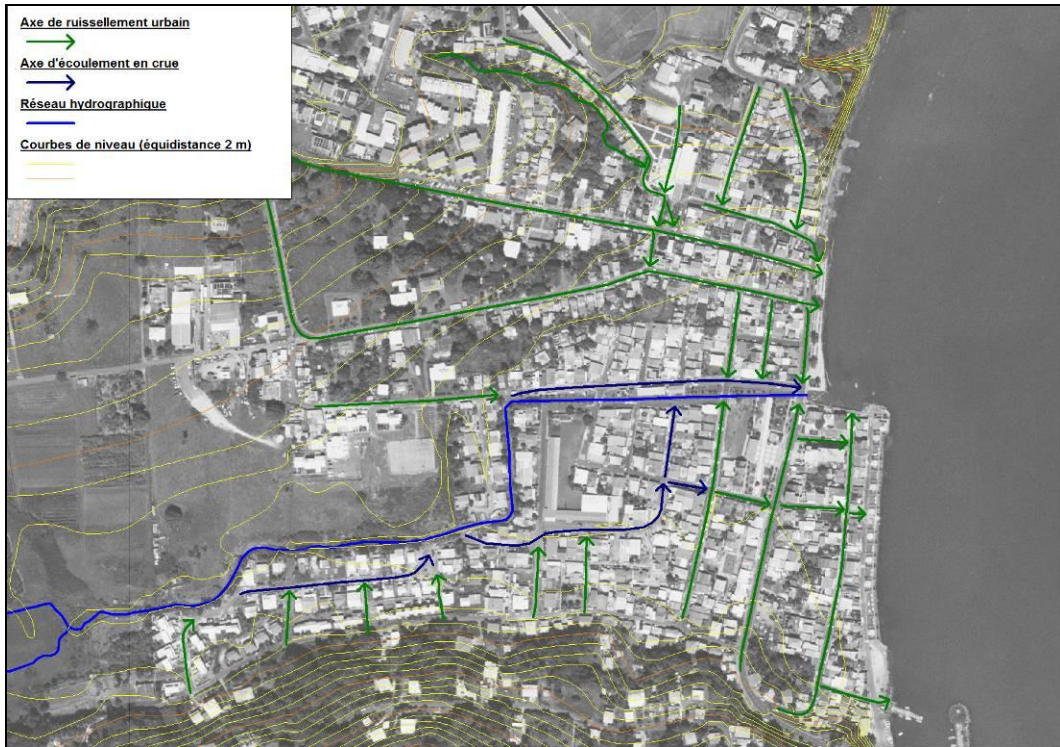 Axe de ruissellement urbain
Axe d'écoulement en crue
Réseau hydrographique
Courbes de niveau (équidistance 2 m)